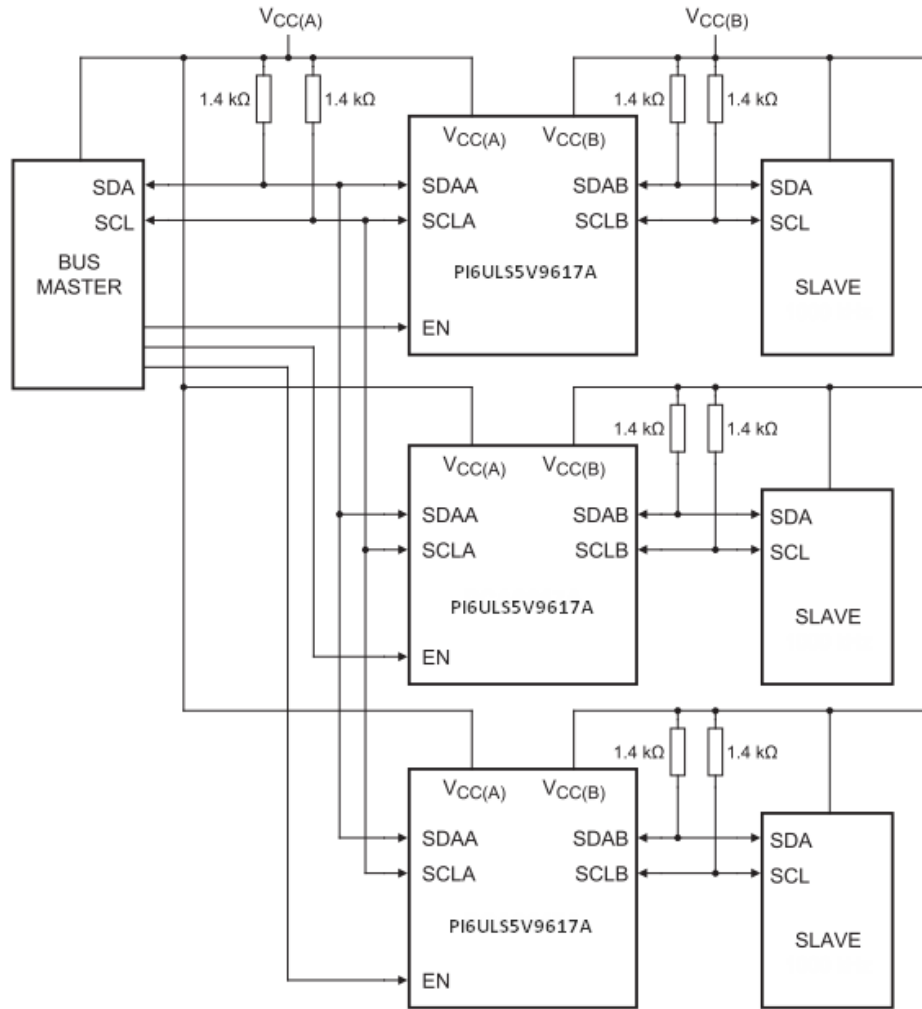 VCC(A)
VCC(B)
1.4 kΩ
1.4 kΩ
1.4 kΩ
1.4 kΩ
VCC(A)
VCC(B)
SDA
SCL
BUS
MASTER
SDAA
SCLA
SDAB
SCLB
PI6ULS5V9617A
EN
SDA
SCL
SLAVE
1.4 kΩ
1.4 kΩ
VCC(A)
VCC(B)
SDAA
SCLA
SDAB
SCLB
PI6ULS5V9617A
EN
SDA
SCL
SLAVE
1.4 kΩ
1.4 kΩ
VCC(A)
VCC(B)
SDAA
SCLA
SDAB
SCLB
PI6ULS5V9617A
EN
SDA
SCL
SLAVE